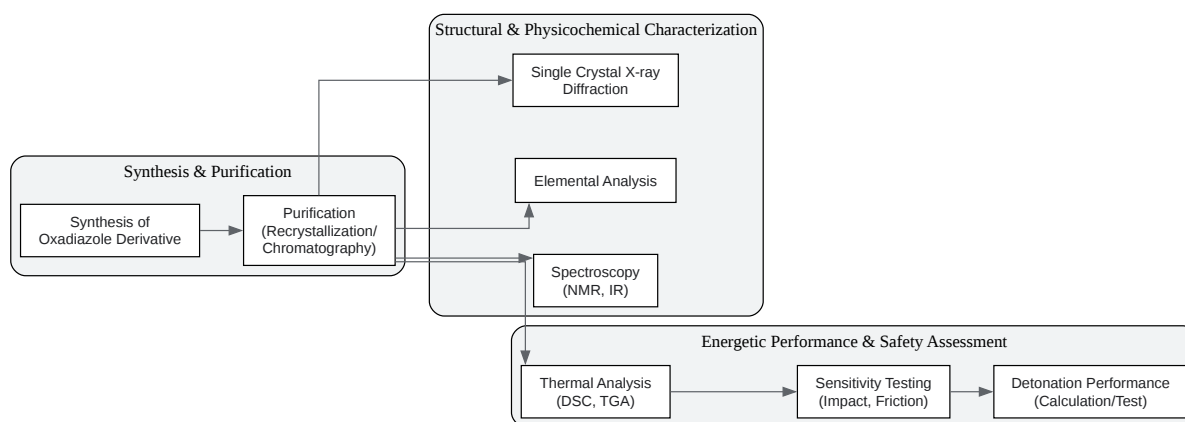 Structural & Physicochemical Characterization
Single Crystal X-ray
Diffraction
Elemental Analysis
Spectroscopy
(NMR, IR)
Synthesis & Purification
Synthesis of
Oxadiazole Derivative
Purification
(Recrystallization/
Chromatography)
Energetic Performance & Safety Assessment
Thermal Analysis
(DSC, TGA)
Sensitivity Testing
(Impact, Friction)
Detonation Performance
(Calculation/Test)